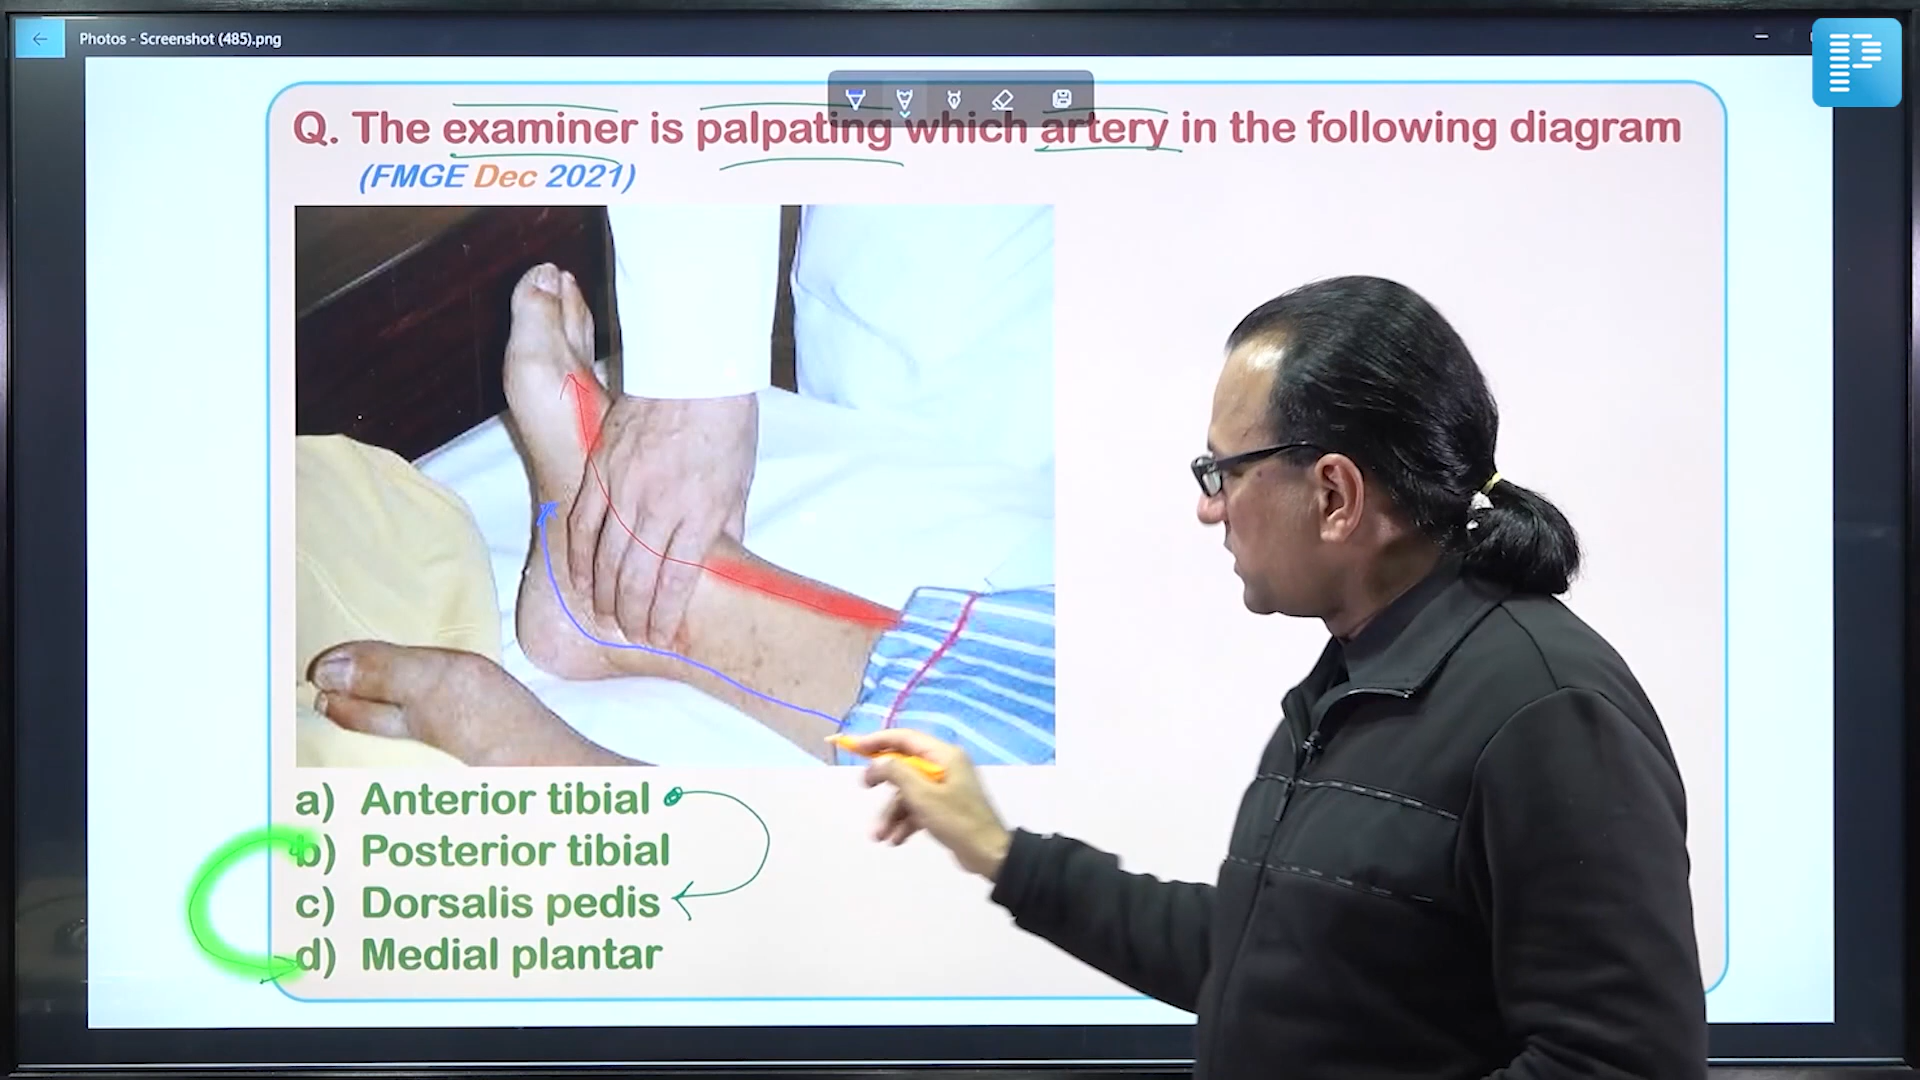 Photos - Screenshot (485).png
Q. The examiner is palpating which artery in the following diagram
(FMGE Dec 2021)
a) Anterior tibial
b) Posterior tibial
c) Dorsalis pedis
d) Medial plantar